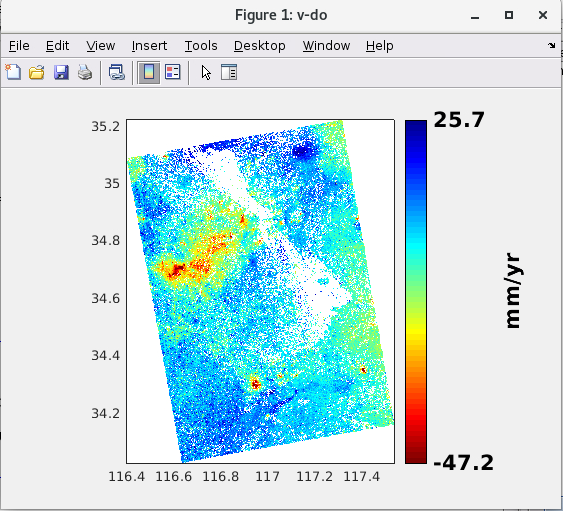 Figure 1: v-do
File Edit View Insert Tools Desktop Window Help
35.2
35
34.8
34.6
34.4
34.2
116.4 116.6 116.8 117 117.2 117.4
25.7
mm/yr
-47.2